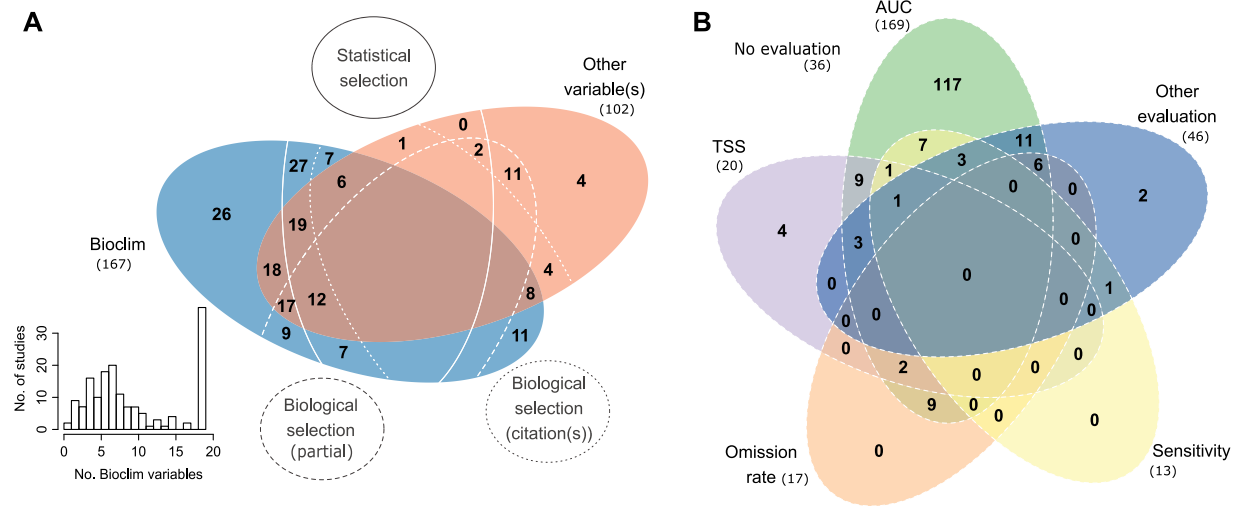 A
Statistical
selection
Other
variable(s)
(102)
0
1
2
27
7
11
6
4
26
19
Bioclim
(167)
18
4
17
12
8
9
11
7
No. of studies
0
10
20
30
0
5
10
15
20
No. Bioclim variables
Biological
selection
(partial)
Biological
selection
(citation(s))
B
AUC
(169)
No evaluation
(36)
117
Other
evaluation
(46)
TSS
(20)
7
11
3
6
1
9
0
0
2
1
4
3
0
0
0
1
0
0
0
0
0
0
2
0
0
9
0
0
0
0
Omission
rate (17)
Sensitivity
(13)